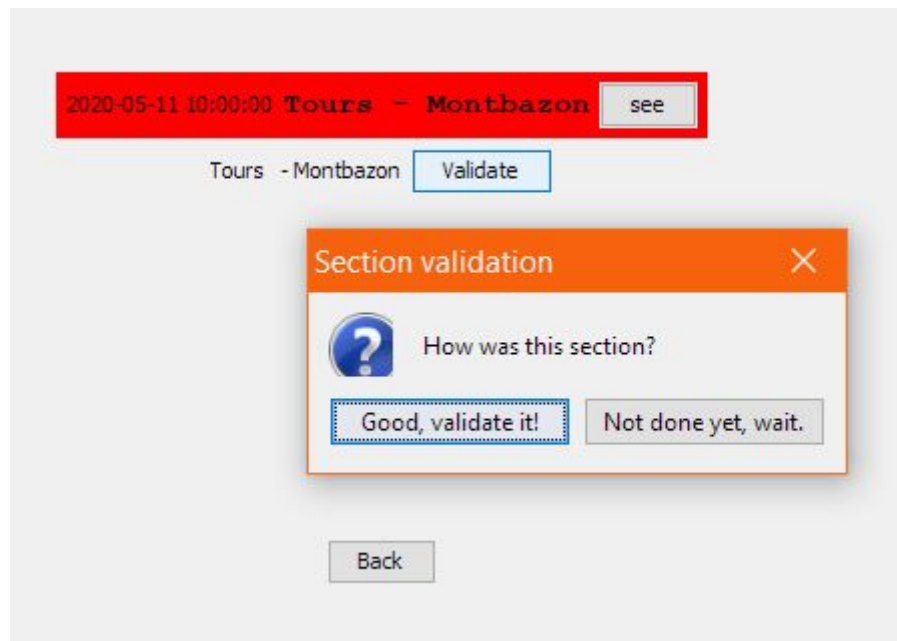 2020-05-11 10:00:00 Tours - Montbazon see
Tours - Montbazon Validate
Section validation
How was this section?
Good, validate it! Not done yet, wait.
Back